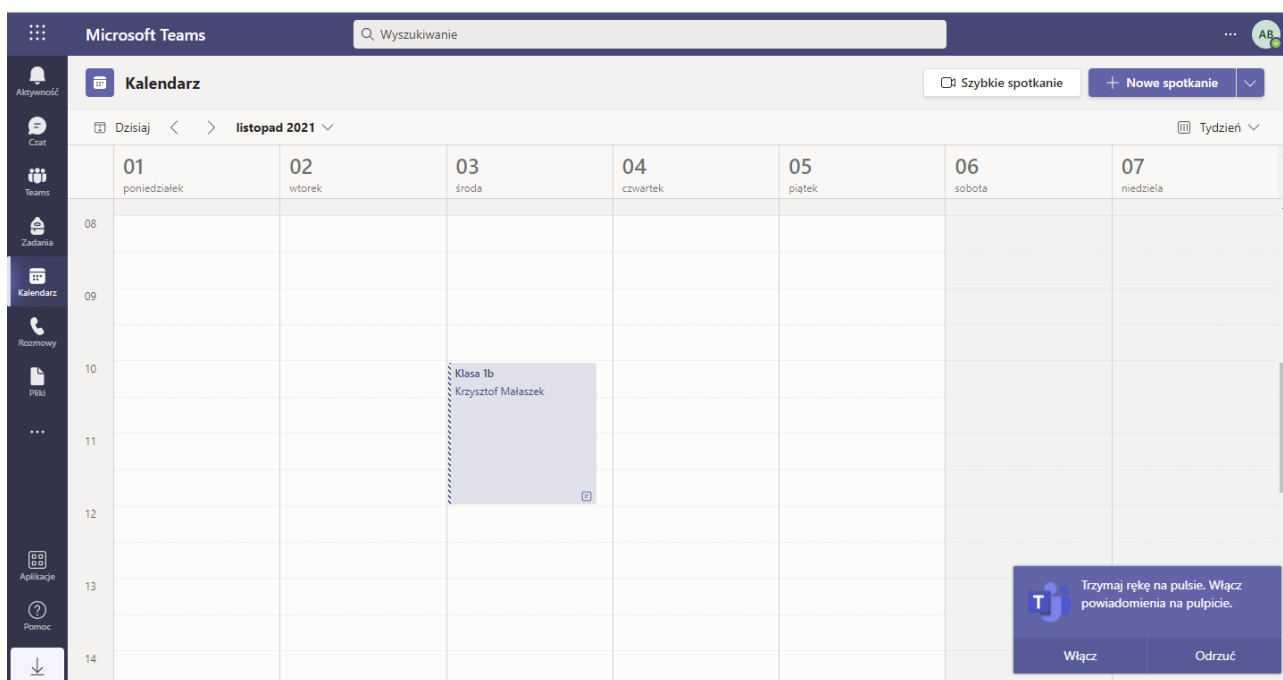 Microsoft Teams
Wyszukiwanie
AB
Aktywność
Kalendarz
Szybkie spotkanie
Nowe spotkanie
Czat
Dzisiaj
listopad 2021
Tydzień
Teams
01
poniedziałek
02
wtorek
03
środa
04
czwartek
05
piątek
06
sobota
07
niedziela
Zadania
08
Kalendarz
09
Rozmowy
10
Klasa 1b
Krzysztof Małaszek
Pliki
11
12
Aplikacje
13
Pomoc
14
T
Trzymaj rękę na pulsie. Włącz
powiadomienia na pulpicie.
Włącz
Odrzuć